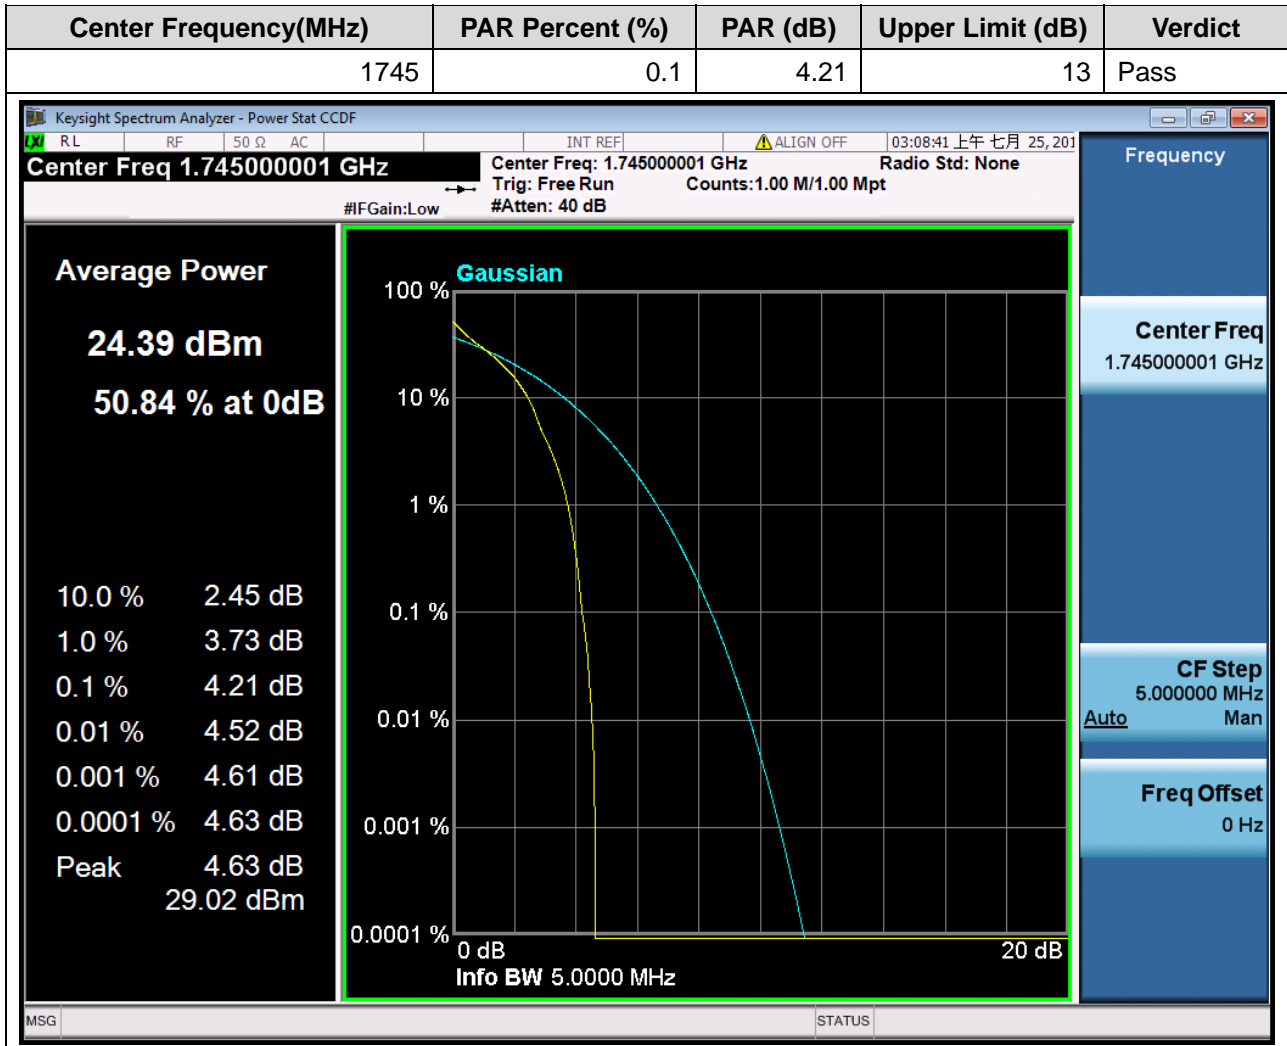 Center Frequency(MHz) PAR Percent (%) PAR (dB) Upper Limit (dB) Verdict
1745 0.1 4.21 13 Pass
Keysight Spectrum Analyzer - Power Stat CCDF
LXI RL RF 50 Ω AC INT REF ALIGN OFF 03:08:41 上午 七月 25, 201
Center Freq 1.745000001 GHz
#IFGain:Low
Center Freq: 1.745000001 GHz Radio Std: None
Trig: Free Run Counts:1.00 M/1.00 Mpt
#Atten: 40 dB
Average Power
24.39 dBm
50.84 % at 0dB
10.0 % 2.45 dB
1.0 % 3.73 dB
0.1 % 4.21 dB
0.01 % 4.52 dB
0.001 % 4.61 dB
0.0001 % 4.63 dB
Peak 4.63 dB
29.02 dBm
Gaussian
100 %
10 %
1 %
0.1 %
0.01 %
0.001 %
0.0001 %
0 dB 20 dB
Info BW 5.0000 MHz
Frequency
Center Freq
1.745000001 GHz
CF Step
5.000000 MHz
Auto Man
Freq Offset
0 Hz
MSG STATUS